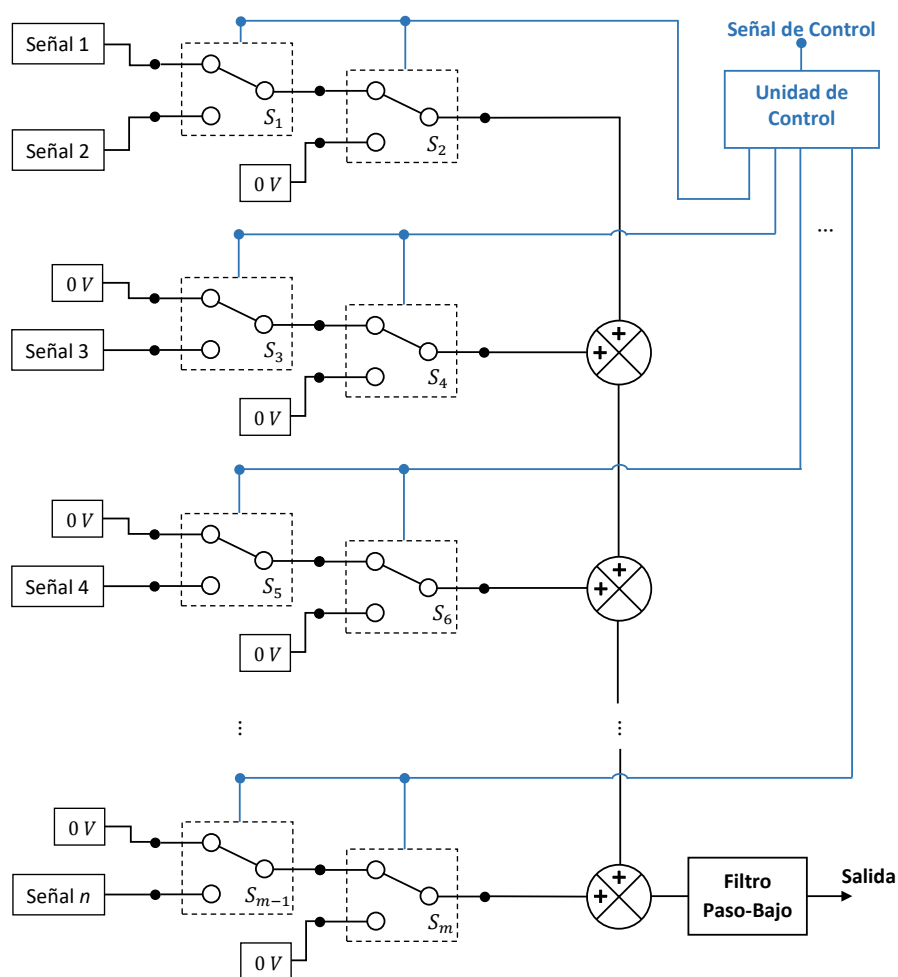 Señal 1
Señal de Control
Unidad de
Control
S₁
Señal 2
S₂
0 V
...
0 V
Señal 3
S₃
+
+
S₄
0 V
0 V
Señal 4
S₅
+
+
S₆
0 V
⋮
⋮
0 V
Señal n
Sₘ₋₁
+
+
Sₘ
Filtro
Paso-Bajo
Salida
0 V